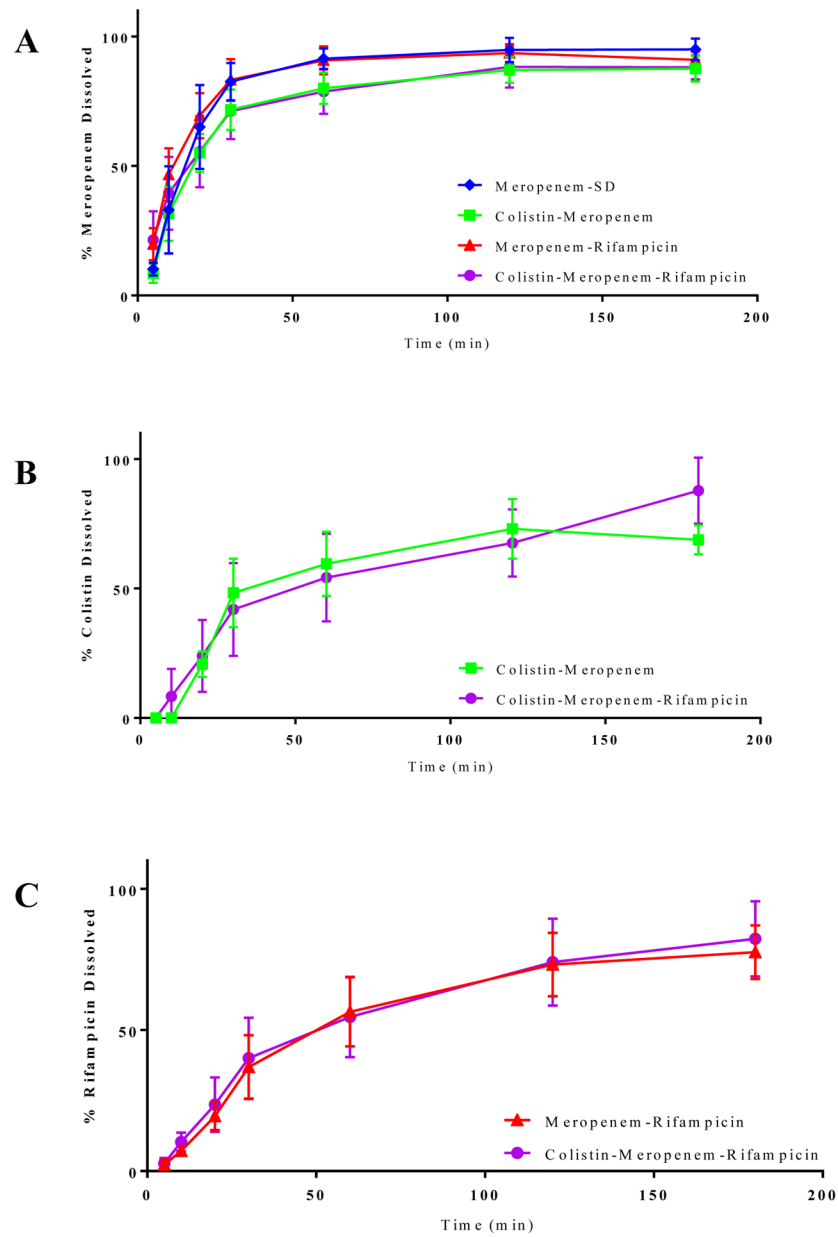 A
100
50
0
% Meroepenem Dissolved
Meropenem-SD
Colistin-Meropenem
Meropenem-Rifampicin
Colistin-Meropenem-Rifampicin
0 50 100 150 200
Time (min)
B
100
50
0
% Colistin Dissolved
Colistin-Meropenem
Colistin-Meropenem-Rifampicin
0 50 100 150 200
Time (min)
C
100
50
0
% Rifampicin Dissolved
Meropenem-Rifampicin
Colistin-Meropenem-Rifampicin
0 50 100 150 200
Time (min)